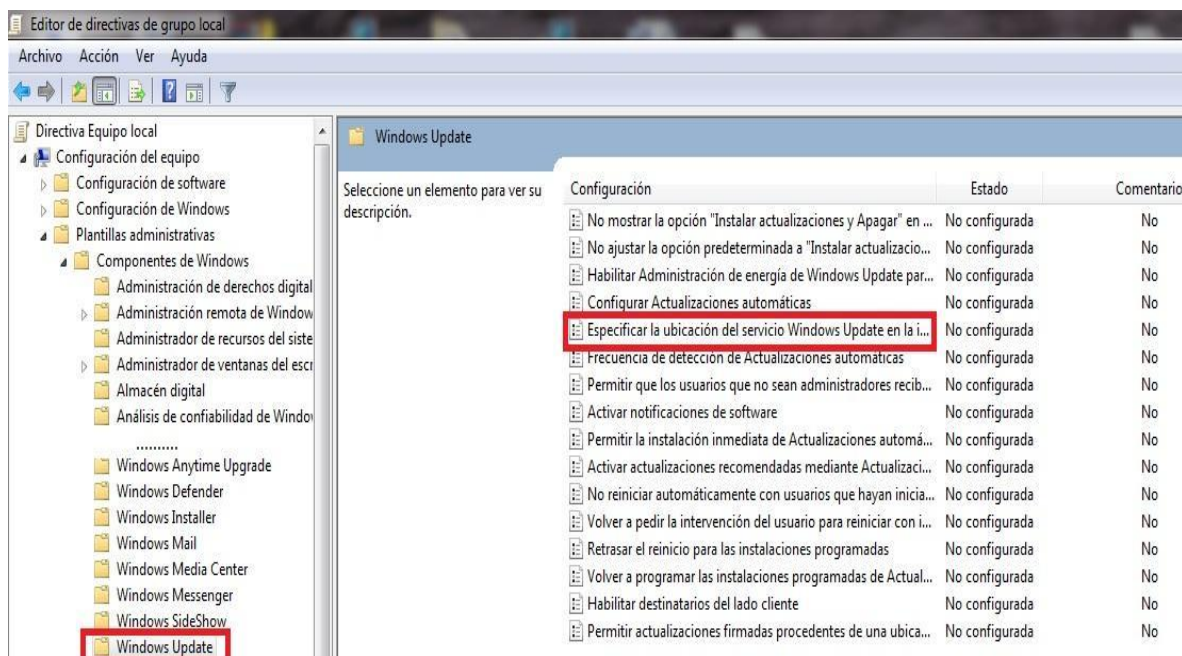 Editor de directivas de grupo local
Archivo Acción Ver Ayuda
Directiva Equipo local
Configuración del equipo
Configuración de software
Configuración de Windows
Plantillas administrativas
Componentes de Windows
Administración de derechos digital
Administración remota de Window
Administrador de recursos del siste
Administrador de ventanas del escr
Almacén digital
Análisis de confiabilidad de Windov
..........
Windows Anytime Upgrade
Windows Defender
Windows Installer
Windows Mail
Windows Media Center
Windows Messenger
Windows SideShow
Windows Update
Windows Update
Seleccione un elemento para ver su
descripción.
Configuración Estado Comentario
No mostrar la opción "Instalar actualizaciones y Apagar" en ... No configurada No
No ajustar la opción predeterminada a "Instalar actualizacio... No configurada No
Habilitar Administración de energía de Windows Update par... No configurada No
Configurar Actualizaciones automáticas No configurada No
Especificar la ubicación del servicio Windows Update en la i... No configurada No
Frecuencia de detección de Actualizaciones automáticas No configurada No
Permitir que los usuarios que no sean administradores recib... No configurada No
Activar notificaciones de software No configurada No
Permitir la instalación inmediata de Actualizaciones automá... No configurada No
Activar actualizaciones recomendadas mediante Actualizaci... No configurada No
No reiniciar automáticamente con usuarios que hayan inicia... No configurada No
Volver a pedir la intervención del usuario para reiniciar con i... No configurada No
Retrasar el reinicio para las instalaciones programadas No configurada No
Volver a programar las instalaciones programadas de Actual... No configurada No
Habilitar destinatarios del lado cliente No configurada No
Permitir actualizaciones firmadas procedentes de una ubica... No configurada No